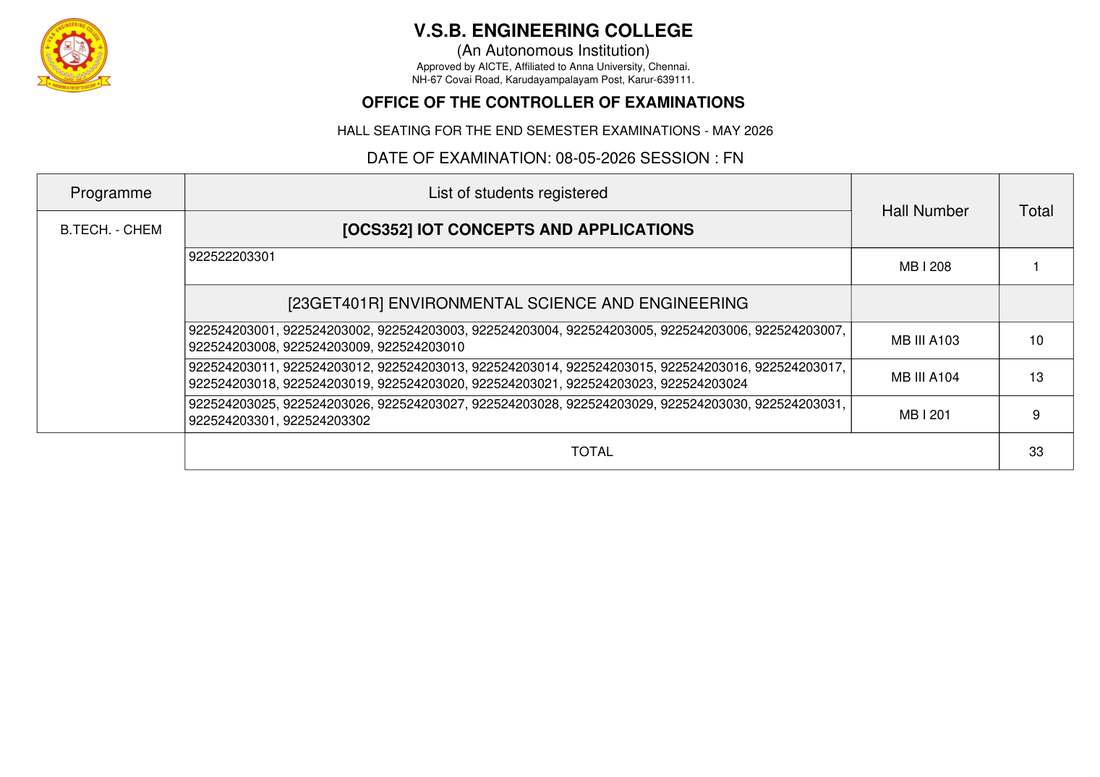 V.S.B. ENGINEERING COLLEGE
(An Autonomous Institution)
Approved by AICTE, Affiliated to Anna University, Chennai.
NH-67 Covai Road, Karudayampalayam Post, Karur-639111.
OFFICE OF THE CONTROLLER OF EXAMINATIONS
HALL SEATING FOR THE END SEMESTER EXAMINATIONS - MAY 2026
DATE OF EXAMINATION: 08-05-2026 SESSION : FN
Programme List of students registered Hall Number Total
B.TECH. - CHEM [OCS352] IOT CONCEPTS AND APPLICATIONS
922522203301 MB I 208 1
[23GET401R] ENVIRONMENTAL SCIENCE AND ENGINEERING
922524203001, 922524203002, 922524203003, 922524203004, 922524203005, 922524203006, 922524203007,
922524203008, 922524203009, 922524203010 MB III A103 10
922524203011, 922524203012, 922524203013, 922524203014, 922524203015, 922524203016, 922524203017,
922524203018, 922524203019, 922524203020, 922524203021, 922524203023, 922524203024 MB III A104 13
922524203025, 922524203026, 922524203027, 922524203028, 922524203029, 922524203030, 922524203031,
922524203301, 922524203302 MB I 201 9
TOTAL 33